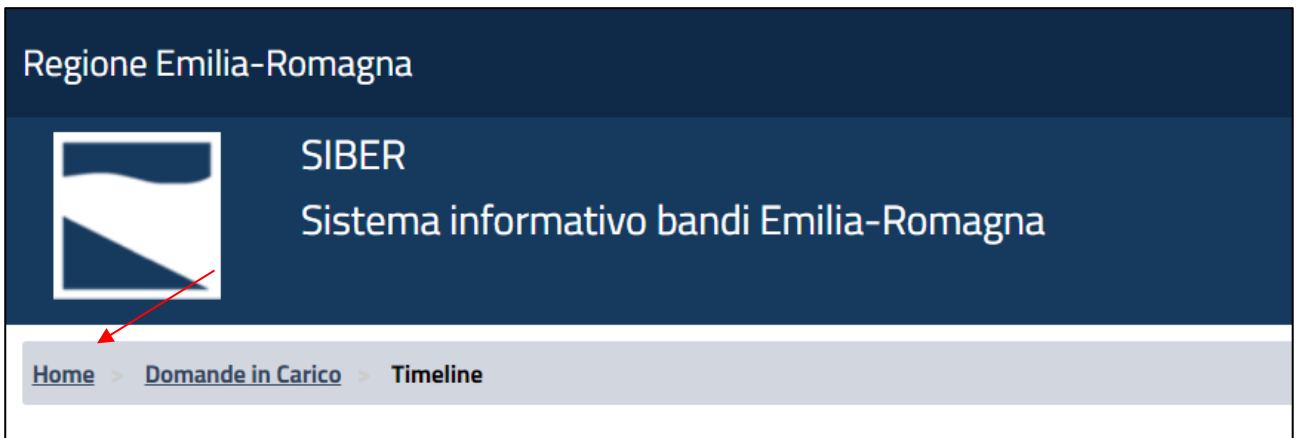 Regione Emilia-Romagna
SIBER
Sistema informativo bandi Emilia-Romagna
Home > Domande in Carico > Timeline